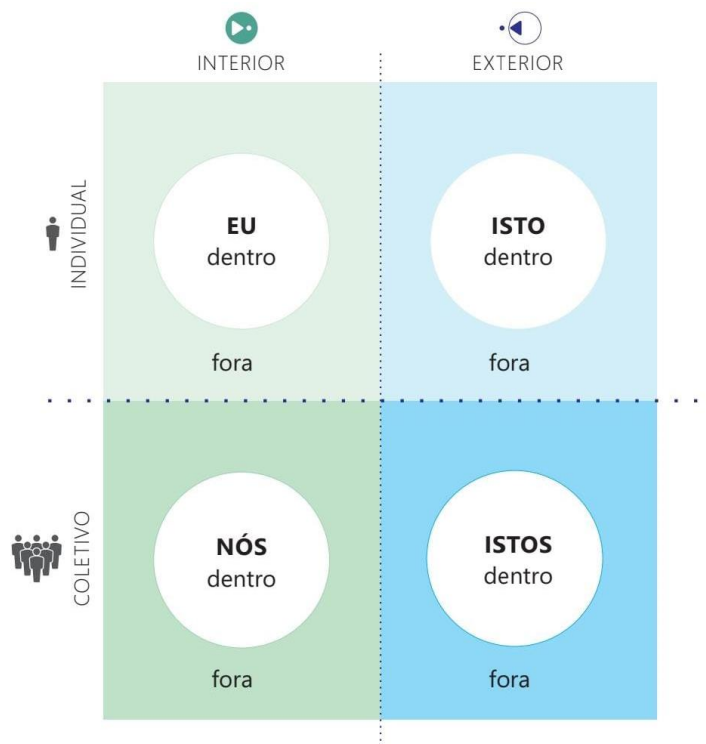 INTERIOR
EXTERIOR
INDIVIDUAL
EU
dentro
fora
ISTO
dentro
fora
COLETIVO
NÓS
dentro
fora
ISTOS
dentro
fora